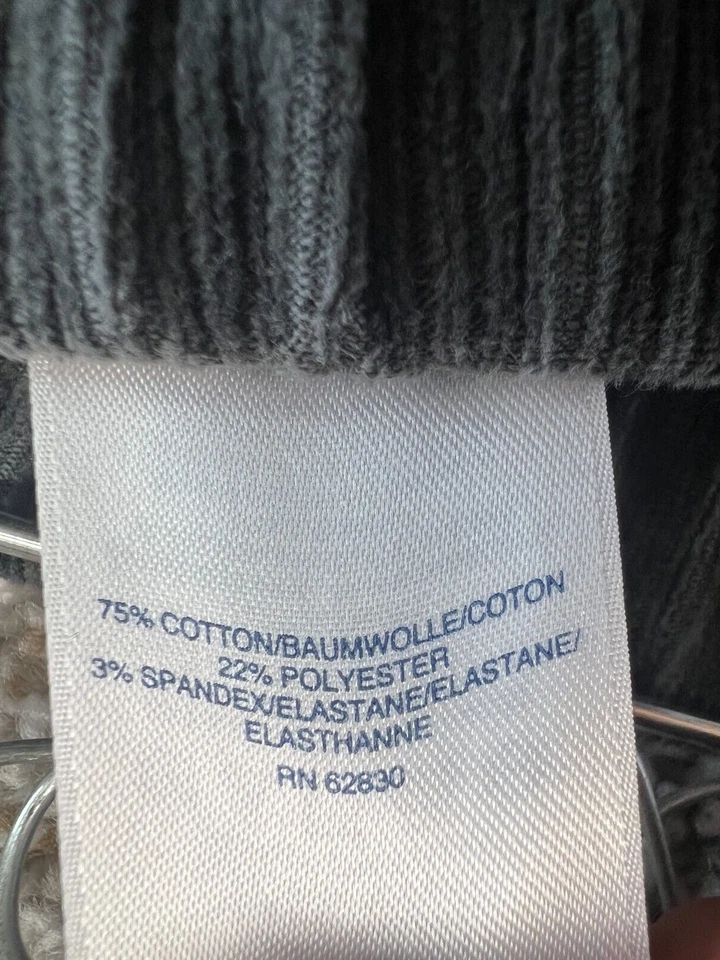 75% COTTON/BAUMWOLLE/COTON
22% POLYESTER
3% SPANDEX/ELASTANE/ELASTANE/
ELASTHANNE
RN 62830